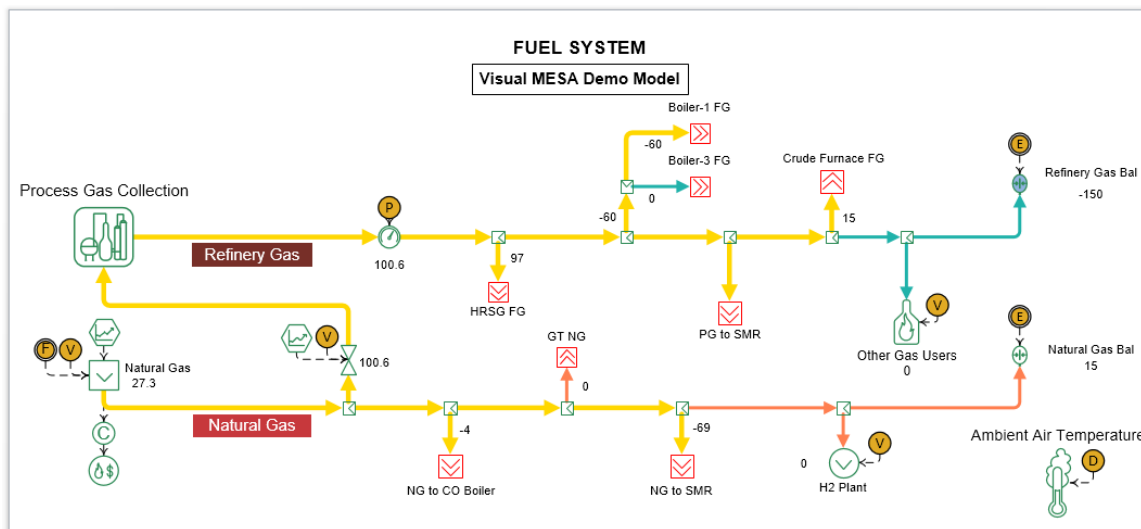 FUEL SYSTEM
Visual MESA Demo Model
Boiler-1 FG
-60
Boiler-3 FG
0
-60
Crude Furnace FG
15
E
Refinery Gas Bal
-150
Process Gas Collection
Refinery Gas
P
100.6
97
HRSG FG
PG to SMR
V
Other Gas Users
0
E
Natural Gas Bal
15
F
V
Natural Gas
27.3
V
100.6
GT NG
0
Natural Gas
-4
NG to CO Boiler
-69
NG to SMR
0
V
H2 Plant
Ambient Air Temperature
D
C
$